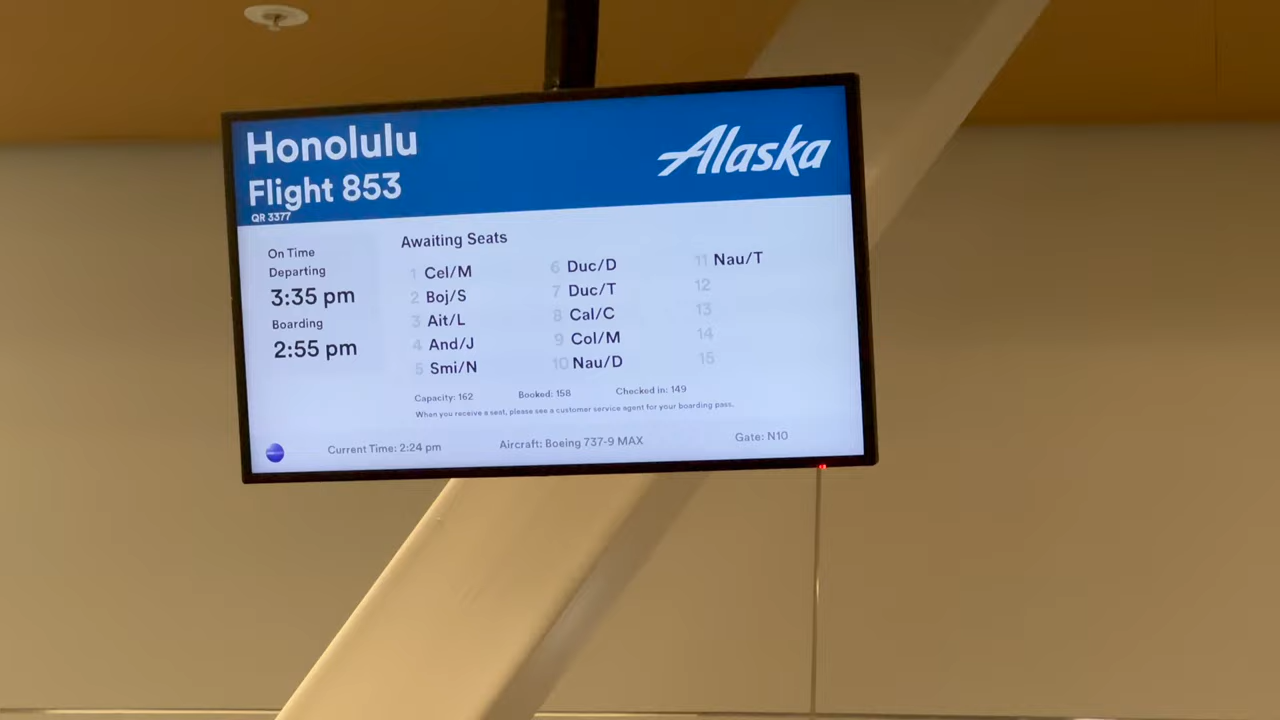 Honolulu
Alaska
Flight 853
QR 3377
On Time
Departing
3:35 pm
Boarding
2:55 pm
Awaiting Seats
1 Cel/M
2 Boj/S
3 Ait/L
4 And/J
5 Smi/N
6 Duc/D
7 Duc/T
8 Cal/C
9 Col/M
10 Nau/D
11 Nau/T
12
13
14
15
Capacity: 162 Booked: 158 Checked in: 149
When you receive a seat, please see a customer service agent for your boarding pass.
Current Time: 2:24 pm Aircraft: Boeing 737-9 MAX Gate: N10